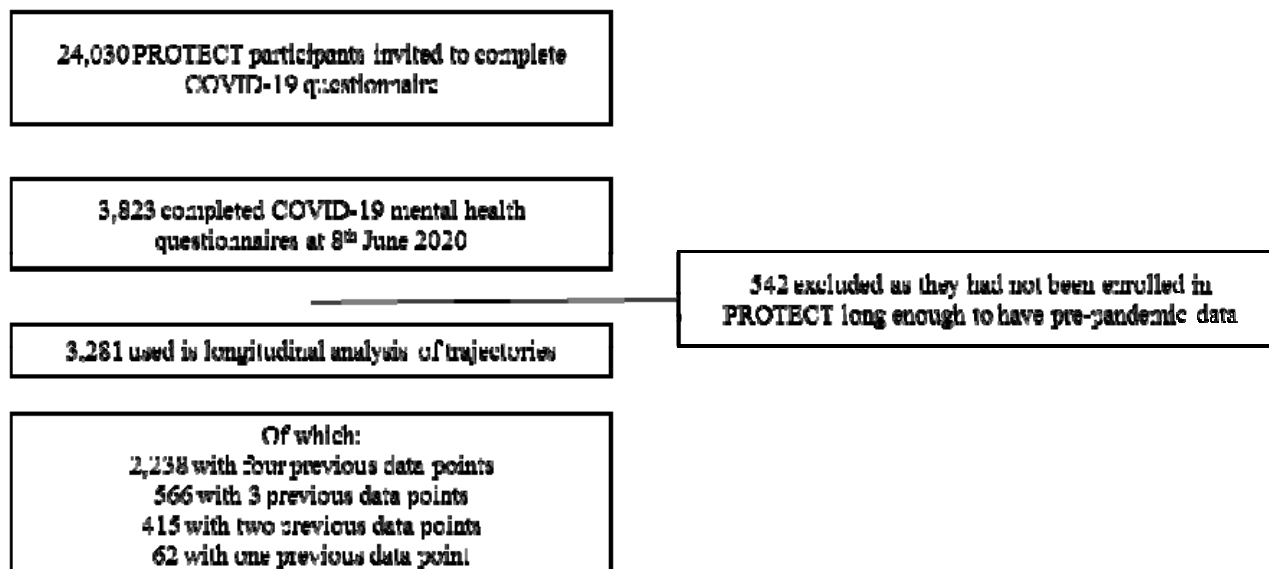 24,030 PROTECT participants invited to complete
COVID-19 questionnaire
3,823 completed COVID-19 mental health
questionnaires at 8th June 2020
542 excluded as they had not been enrolled in
PROTECT long enough to have pre-pandemic data
3,281 used is longitudinal analysis of trajectories
Of which:
2,238 with four previous data points
566 with 3 previous data points
415 with two previous data points
62 with one previous data point